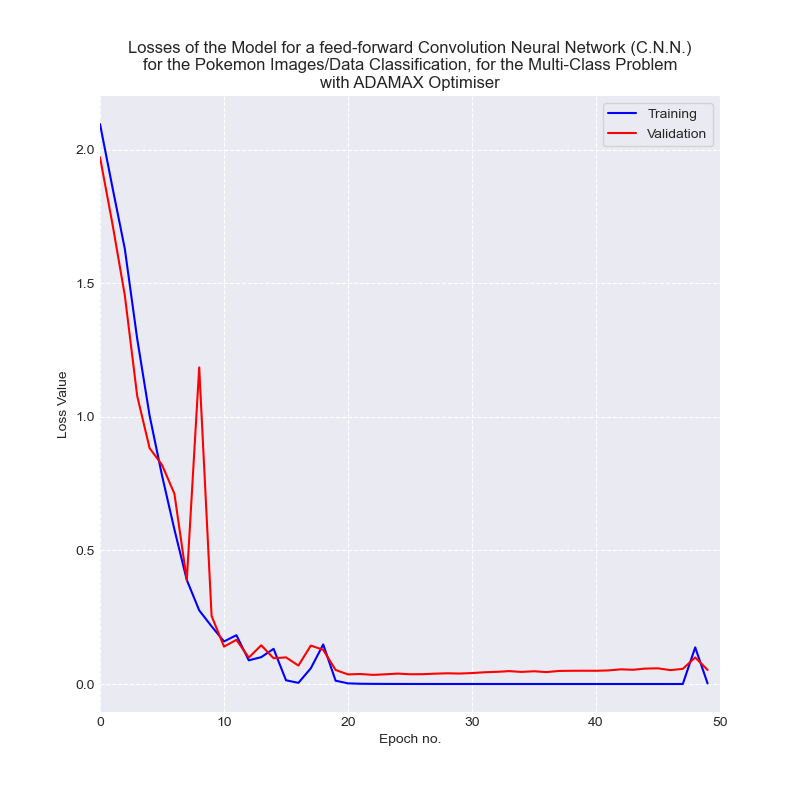 Losses of the Model for a feed-forward Convolution Neural Network (C.N.N.)
for the Pokemon Images/Data Classification, for the Multi-Class Problem
with ADAMAX Optimiser
Training
Validation
Loss Value
2.0
1.5
1.0
0.5
0.0
0
10
20
30
40
50
Epoch no.